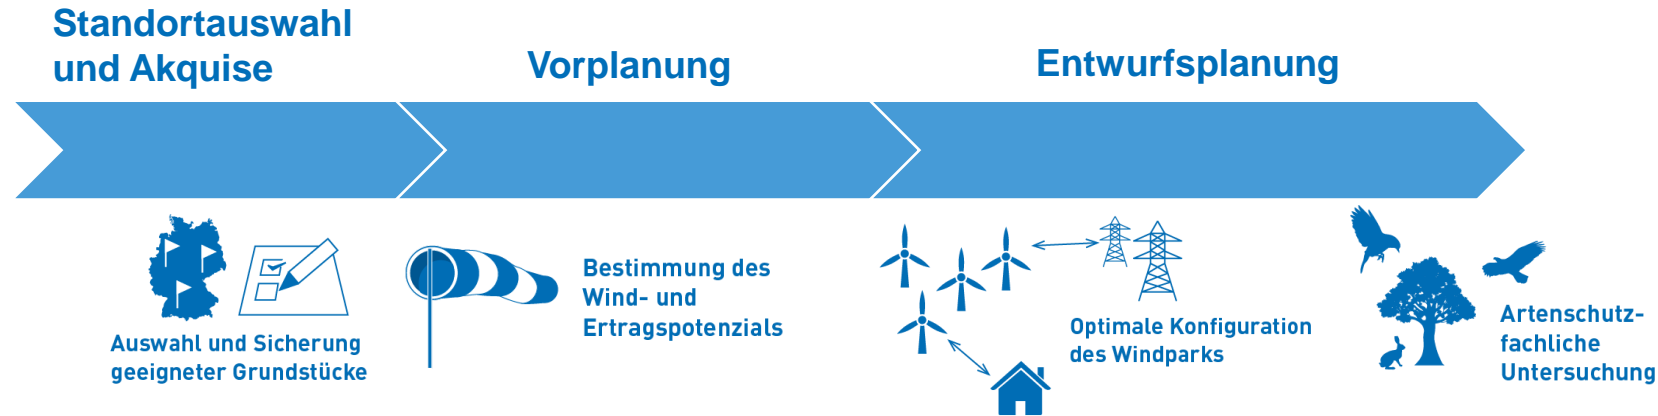 Standortauswahl
und Akquise
Vorplanung
Entwurfsplanung
Auswahl und Sicherung
geeigneter Grundstücke
Bestimmung des
Wind- und
Ertragspotenzials
Optimale Konfiguration
des Windparks
Artenschutz-
fachliche
Untersuchung